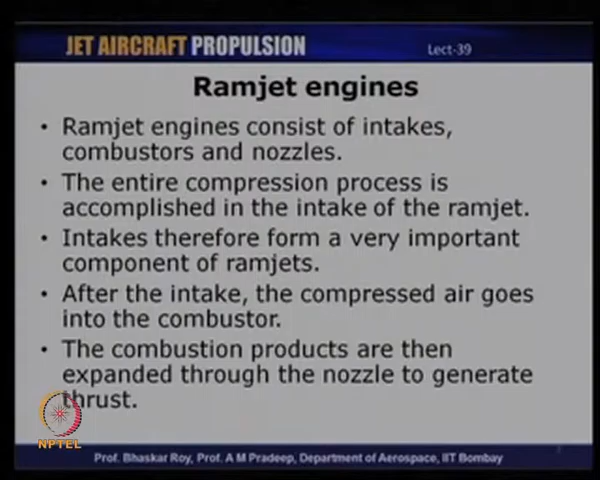 JET AIRCRAFT PROPULSION Lect-39
Ramjet engines
• Ramjet engines consist of intakes,
combustors and nozzles.
• The entire compression process is
accomplished in the intake of the ramjet.
• Intakes therefore form a very important
component of ramjets.
• After the intake, the compressed air goes
into the combustor.
• The combustion products are then
expanded through the nozzle to generate
thrust.
NPTEL
Prof. Bhaskar Roy, Prof. A M Pradeep, Department of Aerospace, IIT Bombay